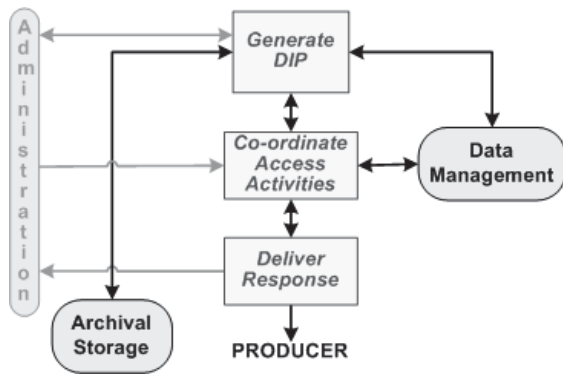 Administration
Generate
DIP
Co-ordinate
Access
Activities
Data
Management
Deliver
Response
Archival
Storage
PRODUCER